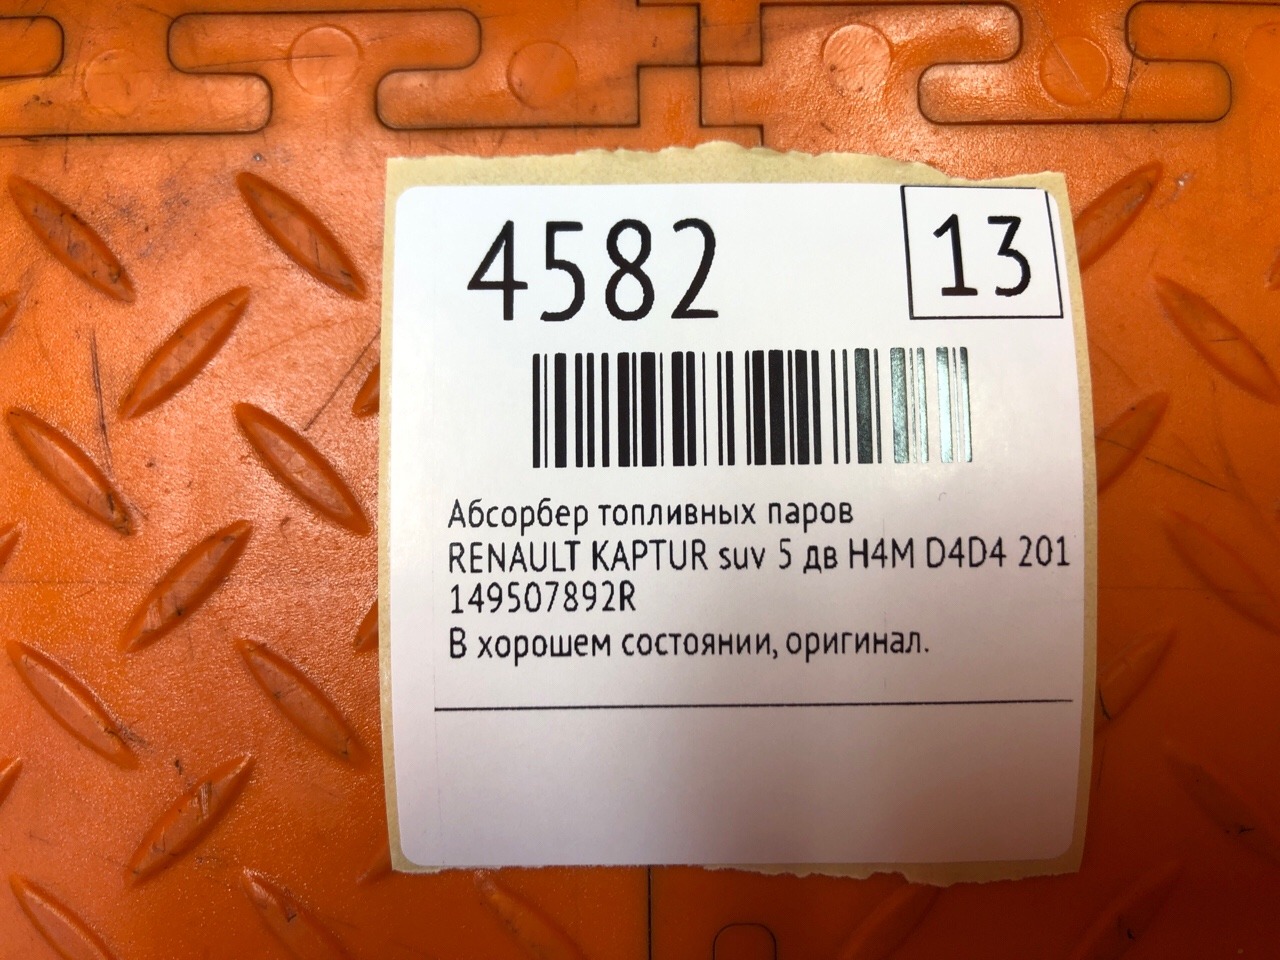 4582
13
Абсорбер топливных паров
RENAULT KAPTUR suv 5 дв H4M D4D4 201
149507892R
В хорошем состоянии, оригинал.